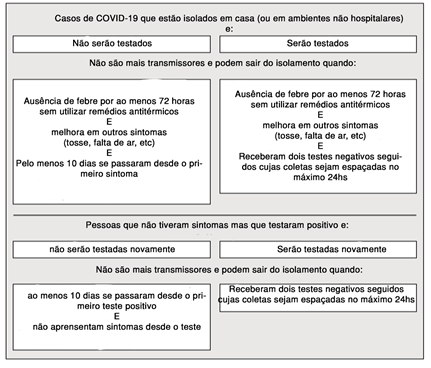 Casos de COVID-19 que estão isolados em casa (ou em ambientes não hospitalares)
e:
Não serão testados
Serão testados
Não são mais transmissores e podem sair do isolamento quando:
Ausência de febre por ao menos 72 horas
sem utilizar remédios antitérmicos
E
melhora em outros sintomas
(tosse, falta de ar, etc)
E
Pelo menos 10 dias se passaram desde o pri-
meiro sintoma
Ausência de febre por ao menos 72 horas
sem utilizar remédios antitérmicos
E
melhora em outros sintomas
(tosse, falta de ar, etc)
E
Receberam dois testes negativos segui-
dos cujas coletas sejam espaçadas no
máximo 24hs
Pessoas que não tiveram sintomas mas que testaram positivo e:
não serão testadas novamente
Serão testadas novamente
Não são mais transmissores e podem sair do isolamento quando:
ao menos 10 dias se passaram desde o pri-
meiro teste positivo
E
não aprensentam sintomas desde o teste
Receberam dois testes negativos seguidos
cujas coletas sejam espaçadas no máximo 24hs